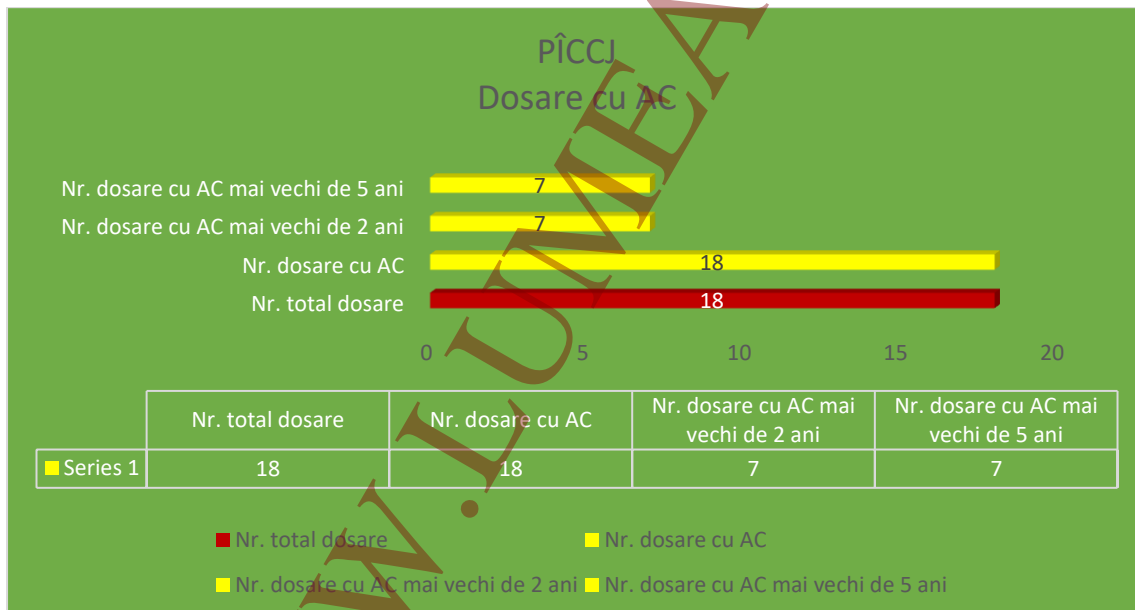 PÎCCJ
Dosare cu AC
Nr. dosare cu AC mai vechi de 5 ani 7
Nr. dosare cu AC mai vechi de 2 ani 7
Nr. dosare cu AC 18
Nr. total dosare 18
0 5 10 15 20
Nr. total dosare Nr. dosare cu AC Nr. dosare cu AC mai vechi de 2 ani Nr. dosare cu AC mai vechi de 5 ani
Series 1 18 18 7 7
Nr. total dosare Nr. dosare cu AC
Nr. dosare cu AC mai vechi de 2 ani Nr. dosare cu AC mai vechi de 5 ani
W.LUMEA